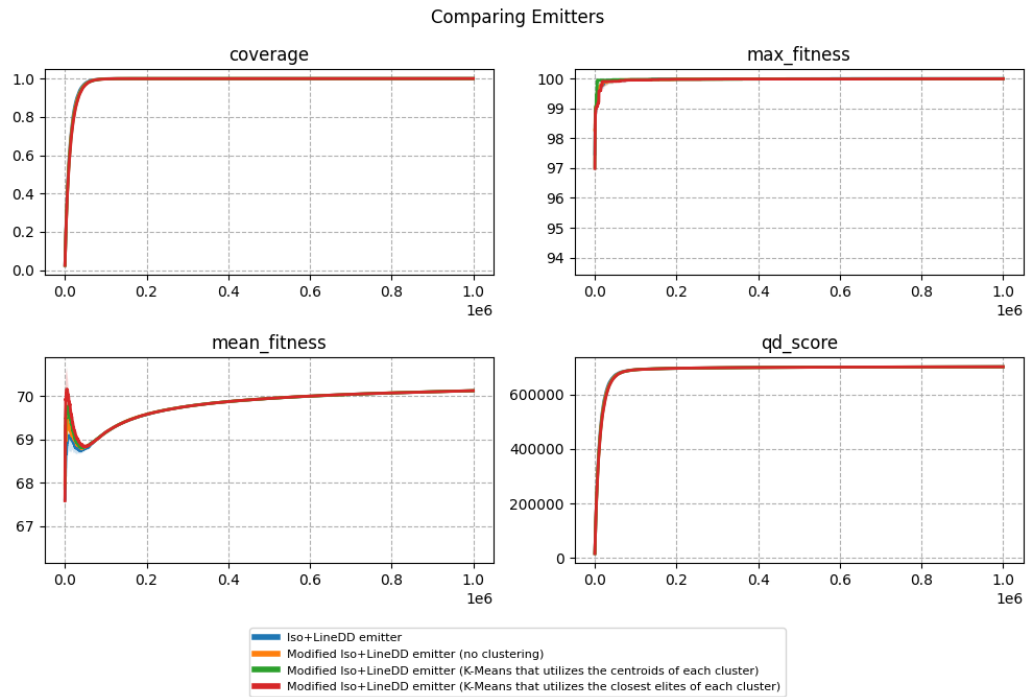 Comparing Emitters
coverage
1.0
0.8
0.6
0.4
0.2
0.0
0.0 0.2 0.4 0.6 0.8 1.0
1e6
max_fitness
100
99
98
97
96
95
94
0.0 0.2 0.4 0.6 0.8 1.0
1e6
mean_fitness
70
69
68
67
0.0 0.2 0.4 0.6 0.8 1.0
1e6
qd_score
600000
400000
200000
0
0.0 0.2 0.4 0.6 0.8 1.0
1e6
Iso+LineDD emitter
Modified Iso+LineDD emitter (no clustering)
Modified Iso+LineDD emitter (K-Means that utilizes the centroids of each cluster)
Modified Iso+LineDD emitter (K-Means that utilizes the closest elites of each cluster)